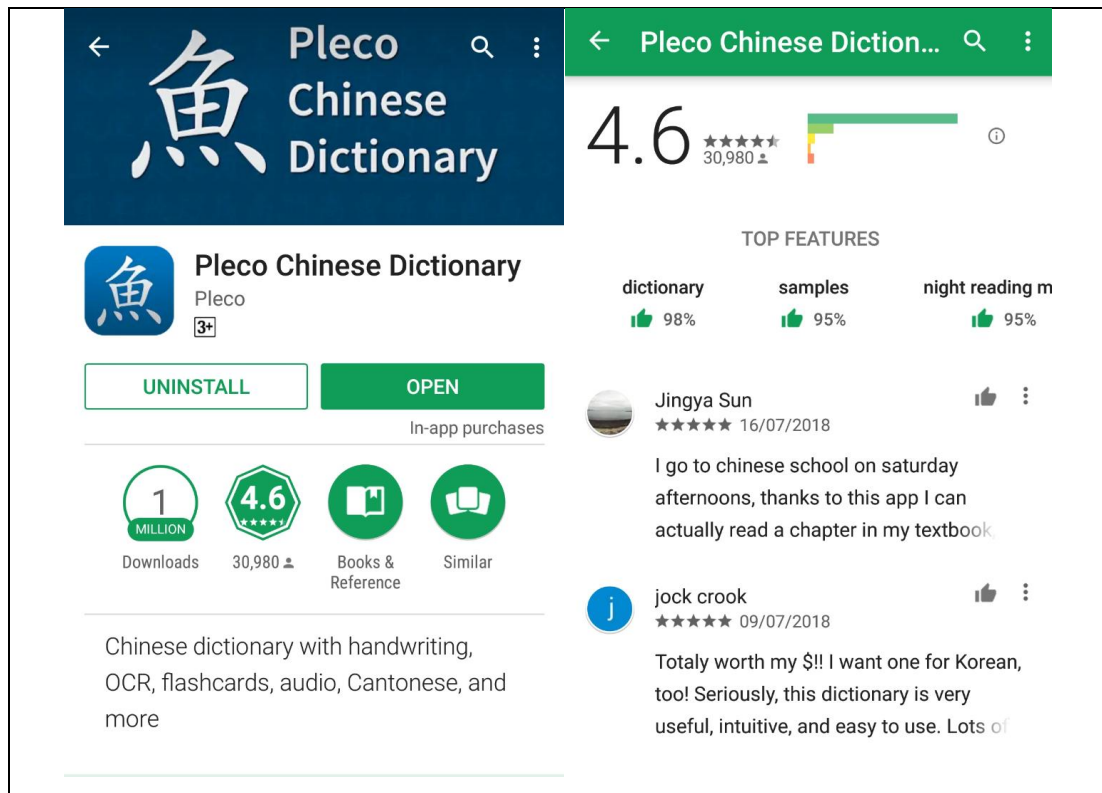 魚
Pleco
Chinese
Dictionary
魚
Pleco Chinese Dictionary
Pleco
3+
UNINSTALL
OPEN
In-app purchases
1
MILLION
Downloads
4.6
30,980
Books &
Reference
Similar
Chinese dictionary with handwriting,
OCR, flashcards, audio, Cantonese, and
more
Pleco Chinese Diction...
4.6
30,980
TOP FEATURES
dictionary
98%
samples
95%
night reading m
95%
Jingya Sun
16/07/2018
I go to chinese school on saturday
afternoons, thanks to this app I can
actually read a chapter in my textbook
j
jock crook
09/07/2018
Totaly worth my $!! I want one for Korean,
too! Seriously, this dictionary is very
useful, intuitive, and easy to use. Lots of